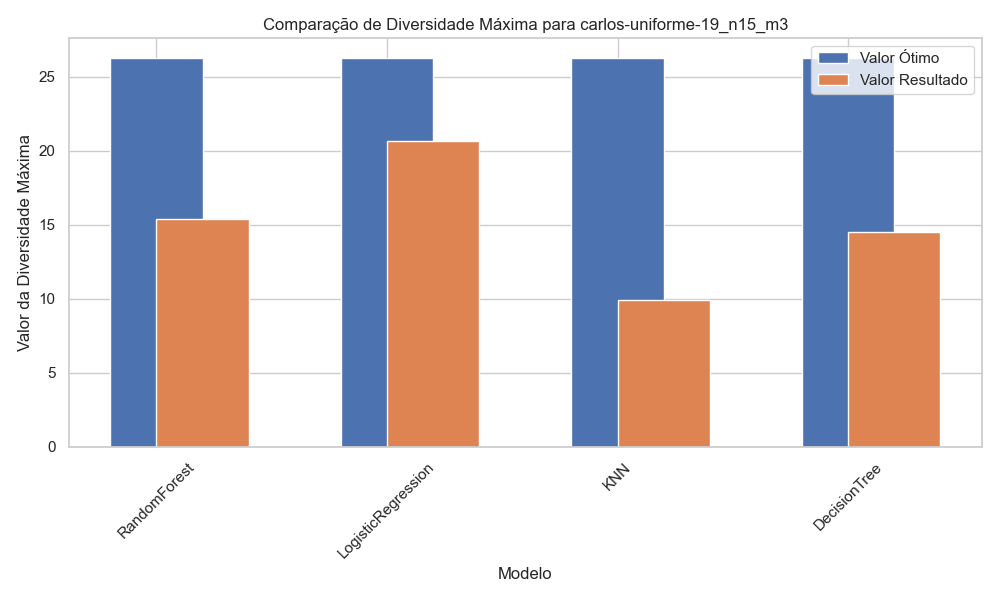 Comparação de Diversidade Máxima para carlos-uniforme-19_n15_m3
Valor Ótimo
Valor Resultado
Valor da Diversidade Máxima
25
20
15
10
5
0
RandomForest
LogisticRegression
KNN
DecisionTree
Modelo